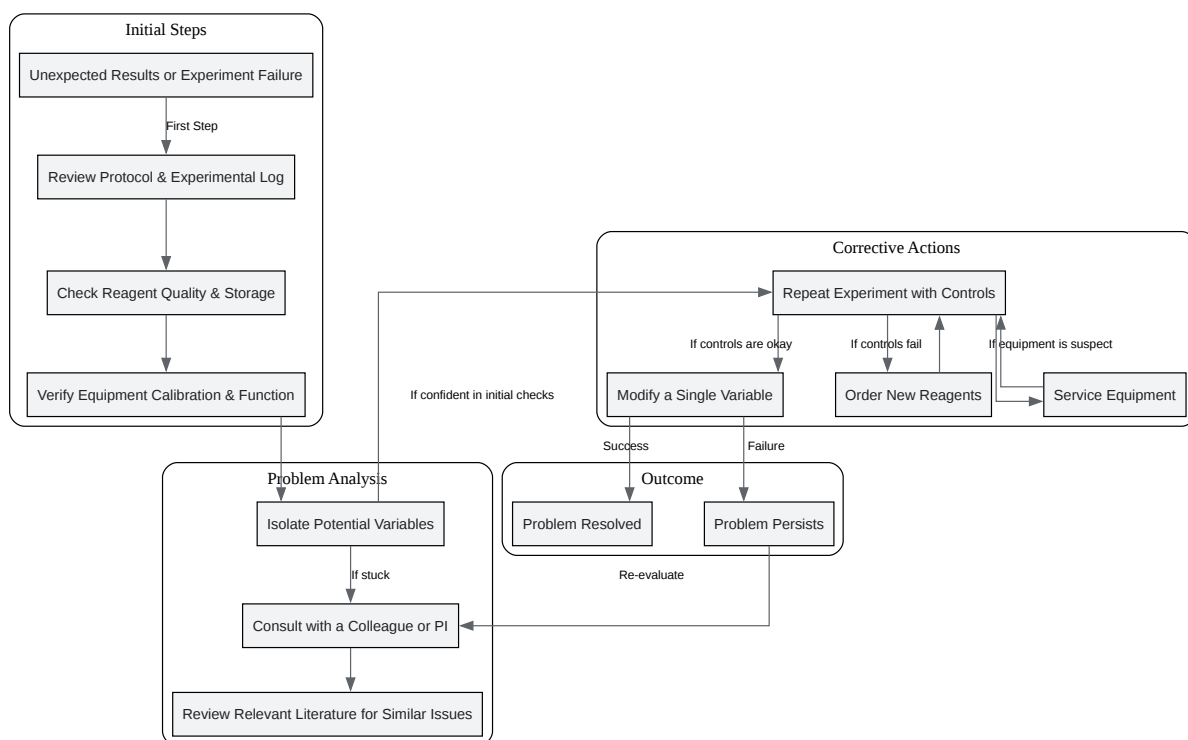 Initial Steps
Unexpected Results or Experiment Failure
First Step
Review Protocol & Experimental Log
Check Reagent Quality & Storage
Verify Equipment Calibration & Function
Corrective Actions
Repeat Experiment with Controls
If controls are okay
If controls fail
If equipment is suspect
If confident in initial checks
Modify a Single Variable
Order New Reagents
Service Equipment
Success
Failure
Problem Analysis
Isolate Potential Variables
If stuck
Consult with a Colleague or PI
Review Relevant Literature for Similar Issues
Outcome
Problem Resolved
Problem Persists
Re-evaluate